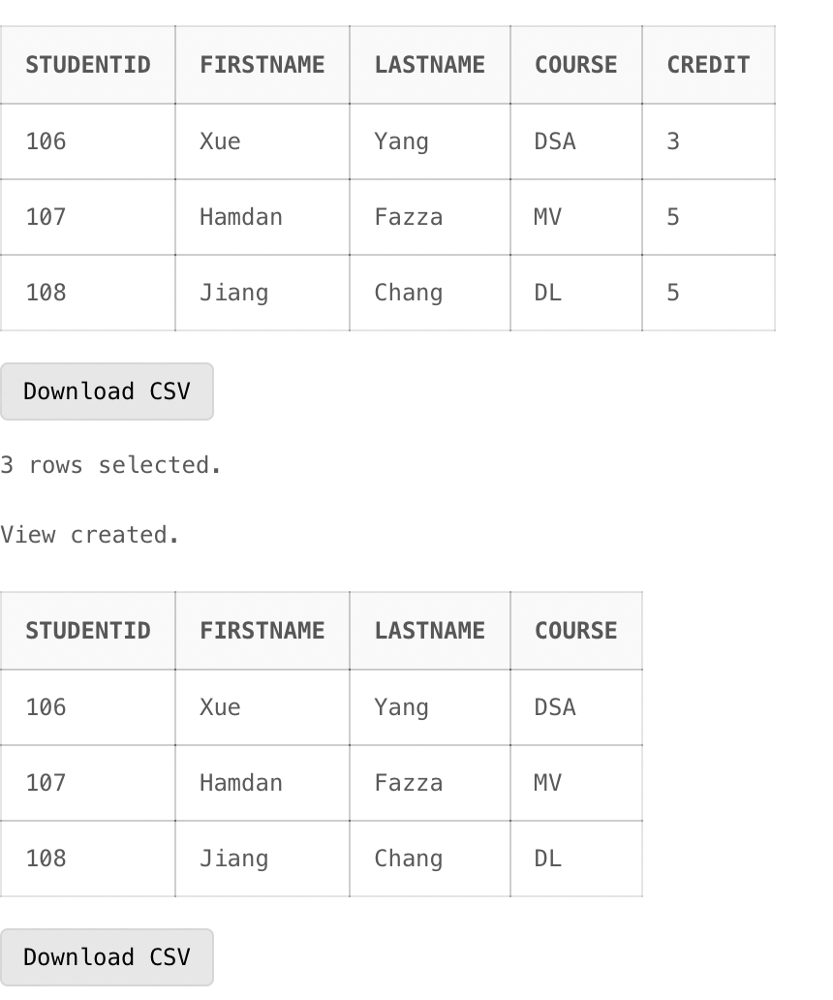 STUDENTID FIRSTNAME LASTNAME COURSE CREDIT
106 Xue Yang DSA 3
107 Hamdan Fazza MV 5
108 Jiang Chang DL 5
Download CSV
3 rows selected.
View created.
STUDENTID FIRSTNAME LASTNAME COURSE
106 Xue Yang DSA
107 Hamdan Fazza MV
108 Jiang Chang DL
Download CSV